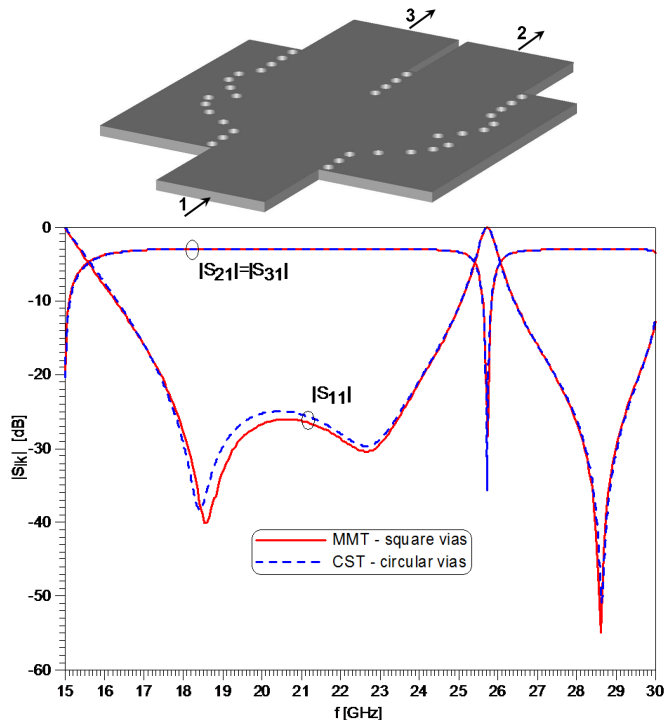 3
2
1
0
-10
-20
-30
-40
-50
-60
|Sik| [dB]
|S21|=|S31|
|S11|
MMT - square vias
CST - circular vias
15 16 17 18 19 20 21 22 23 24 25 26 27 28 29 30
f [GHz]